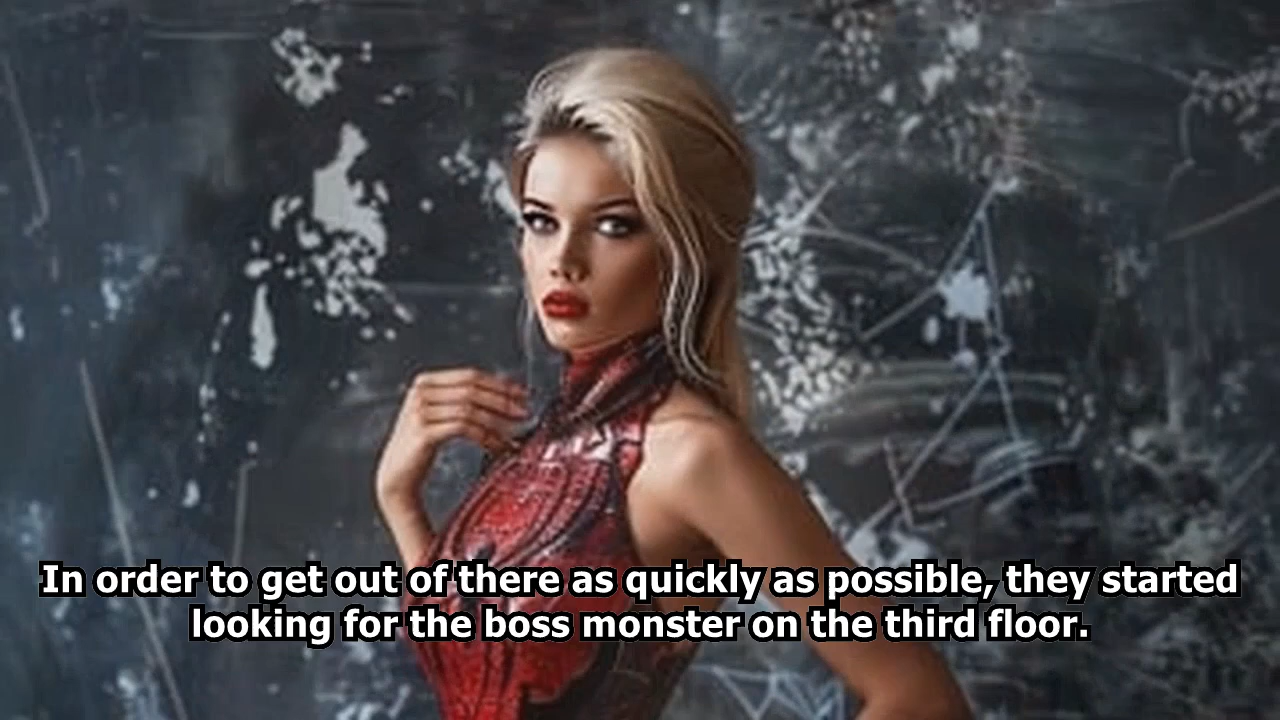 In order to get out of there as quickly as possible, they started
looking for the boss monster on the third floor.